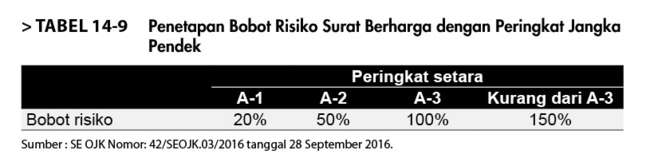 > TABEL 14-9 Penetapan Bobot Risiko Surat Berharga dengan Peringkat Jangka
Pendek
Peringkat setara
A-1 A-2 A-3 Kurang dari A-3
Bobot risiko 20% 50% 100% 150%
Sumber : SE OJK Nomor: 42/SEOJK.03/2016 tanggal 28 September 2016.